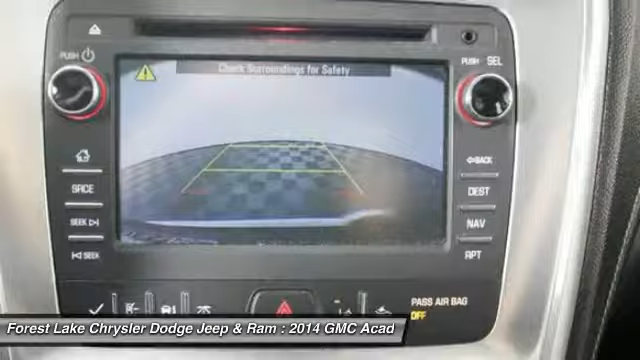 PUSH
Check Surroundings for Safety
PUSH SEL
BACK
SRCE
DEST
SEEK
NAV
SEEK
RPT
PASS AIR BAG
OFF
Forest Lake Chrysler Dodge Jeep & Ram : 2014 GMC Acad